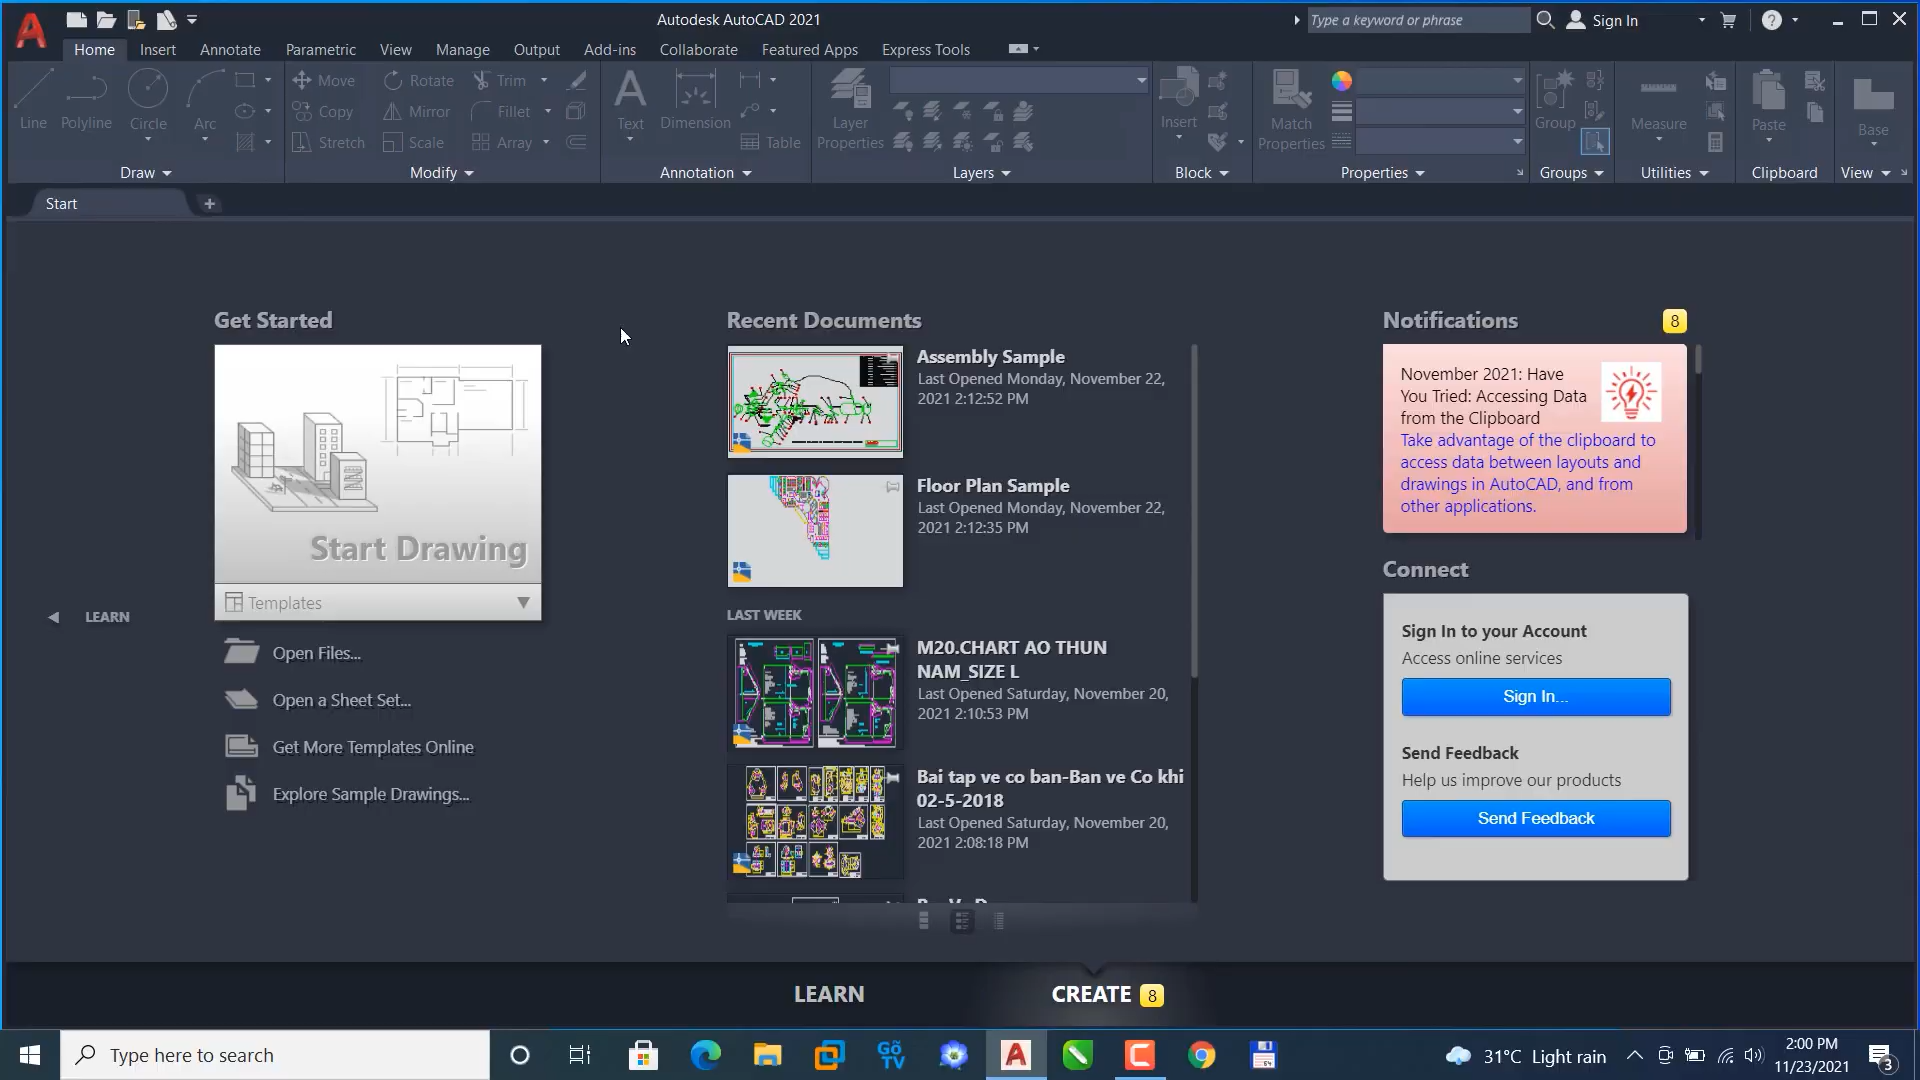 Autodesk AutoCAD 2021
Type a keyword or phrase
Sign In
Home Insert Annotate Parametric View Manage Output Add-ins Collaborate Featured Apps Express Tools
Line Polyline Circle Arc
Move Rotate Trim
Copy Mirror Fillet
Stretch Scale Array
Text Dimension
Table
Layer
Properties
Insert
Match
Properties
Group
Measure
Paste
Base
Draw Modify Annotation Layers Block Properties Groups Utilities Clipboard View
Start
Get Started
Start Drawing
Templates
Open Files...
Open a Sheet Set...
Get More Templates Online
Explore Sample Drawings...
LEARN
Recent Documents
Assembly Sample
Last Opened Monday, November 22,
2021 2:12:52 PM
Floor Plan Sample
Last Opened Monday, November 22,
2021 2:12:35 PM
LAST WEEK
M20.CHART AO THUN
NAM_SIZE L
Last Opened Saturday, November 20,
2021 2:10:53 PM
Bai tap ve co ban-Ban ve Co khi
02-5-2018
Last Opened Saturday, November 20,
2021 2:08:18 PM
Notifications 8
November 2021: Have
You Tried: Accessing Data
from the Clipboard
Take advantage of the clipboard to
access data between layouts and
drawings in AutoCAD, and from
other applications.
Connect
Sign In to your Account
Access online services
Sign In...
Send Feedback
Help us improve our products
Send Feedback
LEARN CREATE 8
Type here to search
GõTV
31°C Light rain
2:00 PM
11/23/2021
3